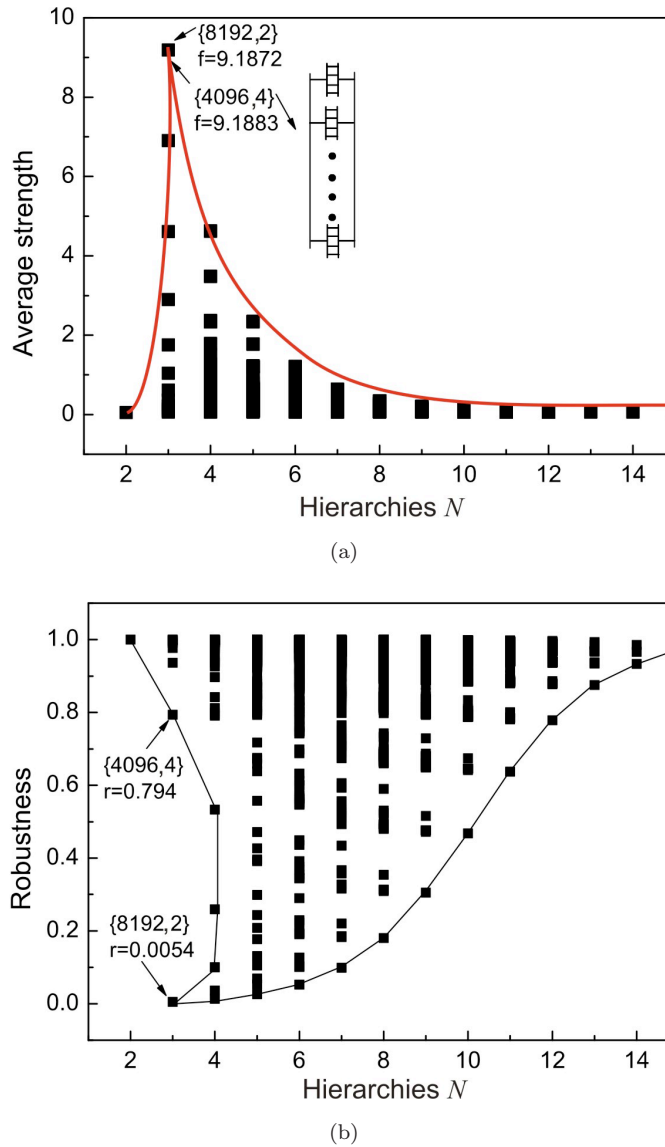 10
8
6
4
2
0
Average strength
{8192,2}
f=9.1872
{4096,4}
f=9.1883
2 4 6 8 10 12 14
Hierarchies N
(a)
1.0
0.8
0.6
0.4
0.2
0.0
Robustness
{4096,4}
r=0.794
{8192,2}
r=0.0054
2 4 6 8 10 12 14
Hierarchies N
(b)